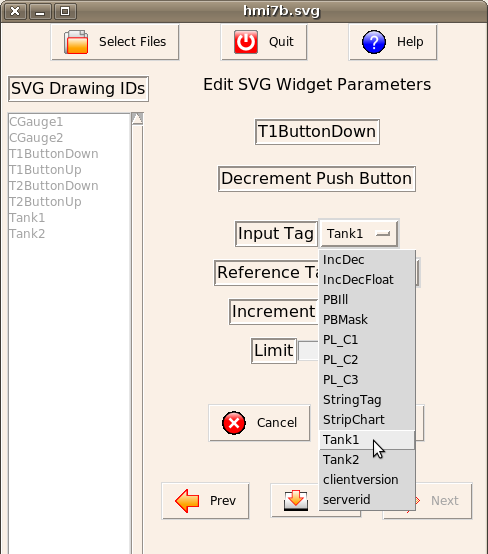 hmi7b.svg
Select Files
Quit
Help
SVG Drawing IDs
Edit SVG Widget Parameters
CGauge1
CGauge2
T1ButtonDown
T1ButtonUp
T2ButtonDown
T2ButtonUp
Tank1
Tank2
T1ButtonDown
Decrement Push Button
Input Tag
Tank1
Reference Ta
Increment
Limit
IncDec
IncDecFloat
PBIll
PBMask
PL_C1
PL_C2
PL_C3
StringTag
StripChart
Tank1
Tank2
clientversion
serverid
Cancel
Prev
Next